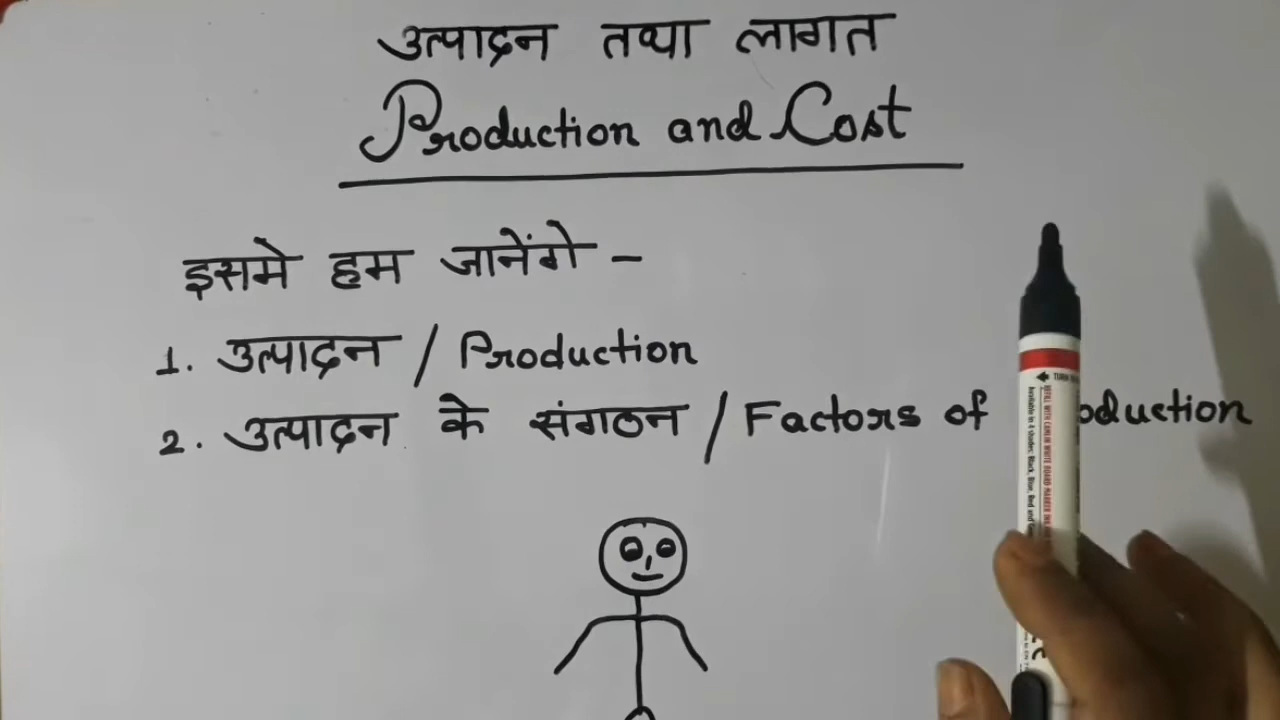 उत्पादन तथा लागत
Production and Cost
इसमे हम जानेंगे –
1. उत्पादन / Production
2. उत्पादन के संगठन / Factors of oduction